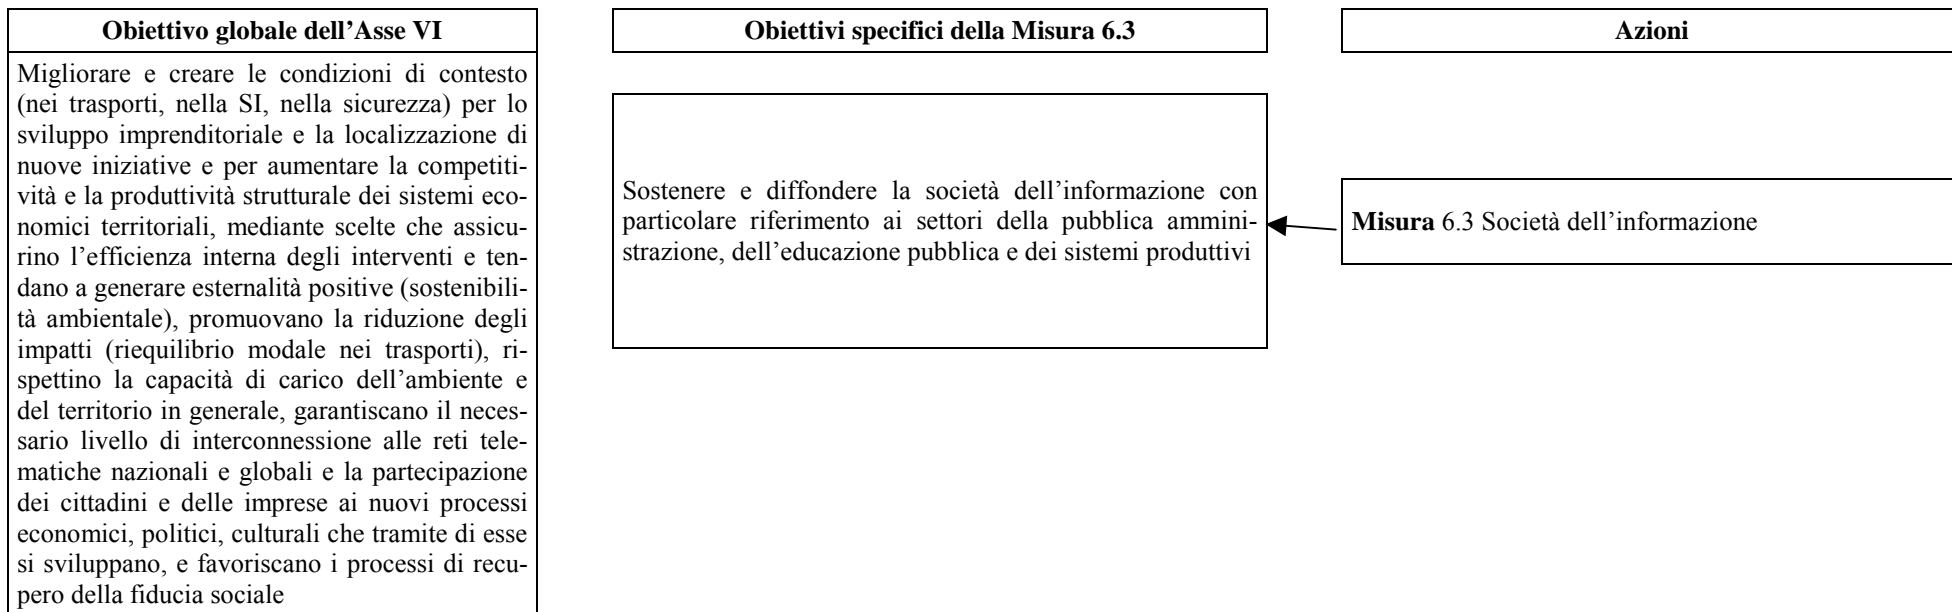 Obiettivo globale dell’Asse VI
Migliorare e creare le condizioni di contesto
(nei trasporti, nella SI, nella sicurezza) per lo
sviluppo imprenditoriale e la localizzazione di
nuove iniziative e per aumentare la competiti-
vità e la produttività strutturale dei sistemi eco-
nomici territoriali, mediante scelte che assicu-
rino l’efficienza interna degli interventi e ten-
dano a generare esternalità positive (sostenibili-
tà ambientale), promuovano la riduzione degli
impatti (riequilibrio modale nei trasporti), ri-
spettino la capacità di carico dell’ambiente e
del territorio in generale, garantiscano il neces-
sario livello di interconnessione alle reti tele-
matiche nazionali e globali e la partecipazione
dei cittadini e delle imprese ai nuovi processi
economici, politici, culturali che tramite di esse
si sviluppano, e favoriscano i processi di recu-
pero della fiducia sociale
Obiettivi specifici della Misura 6.3
Sostenere e diffondere la società dell’informazione con
particolare riferimento ai settori della pubblica ammini-
strazione, dell’educazione pubblica e dei sistemi produttivi
Azioni
Misura 6.3 Società dell’informazione